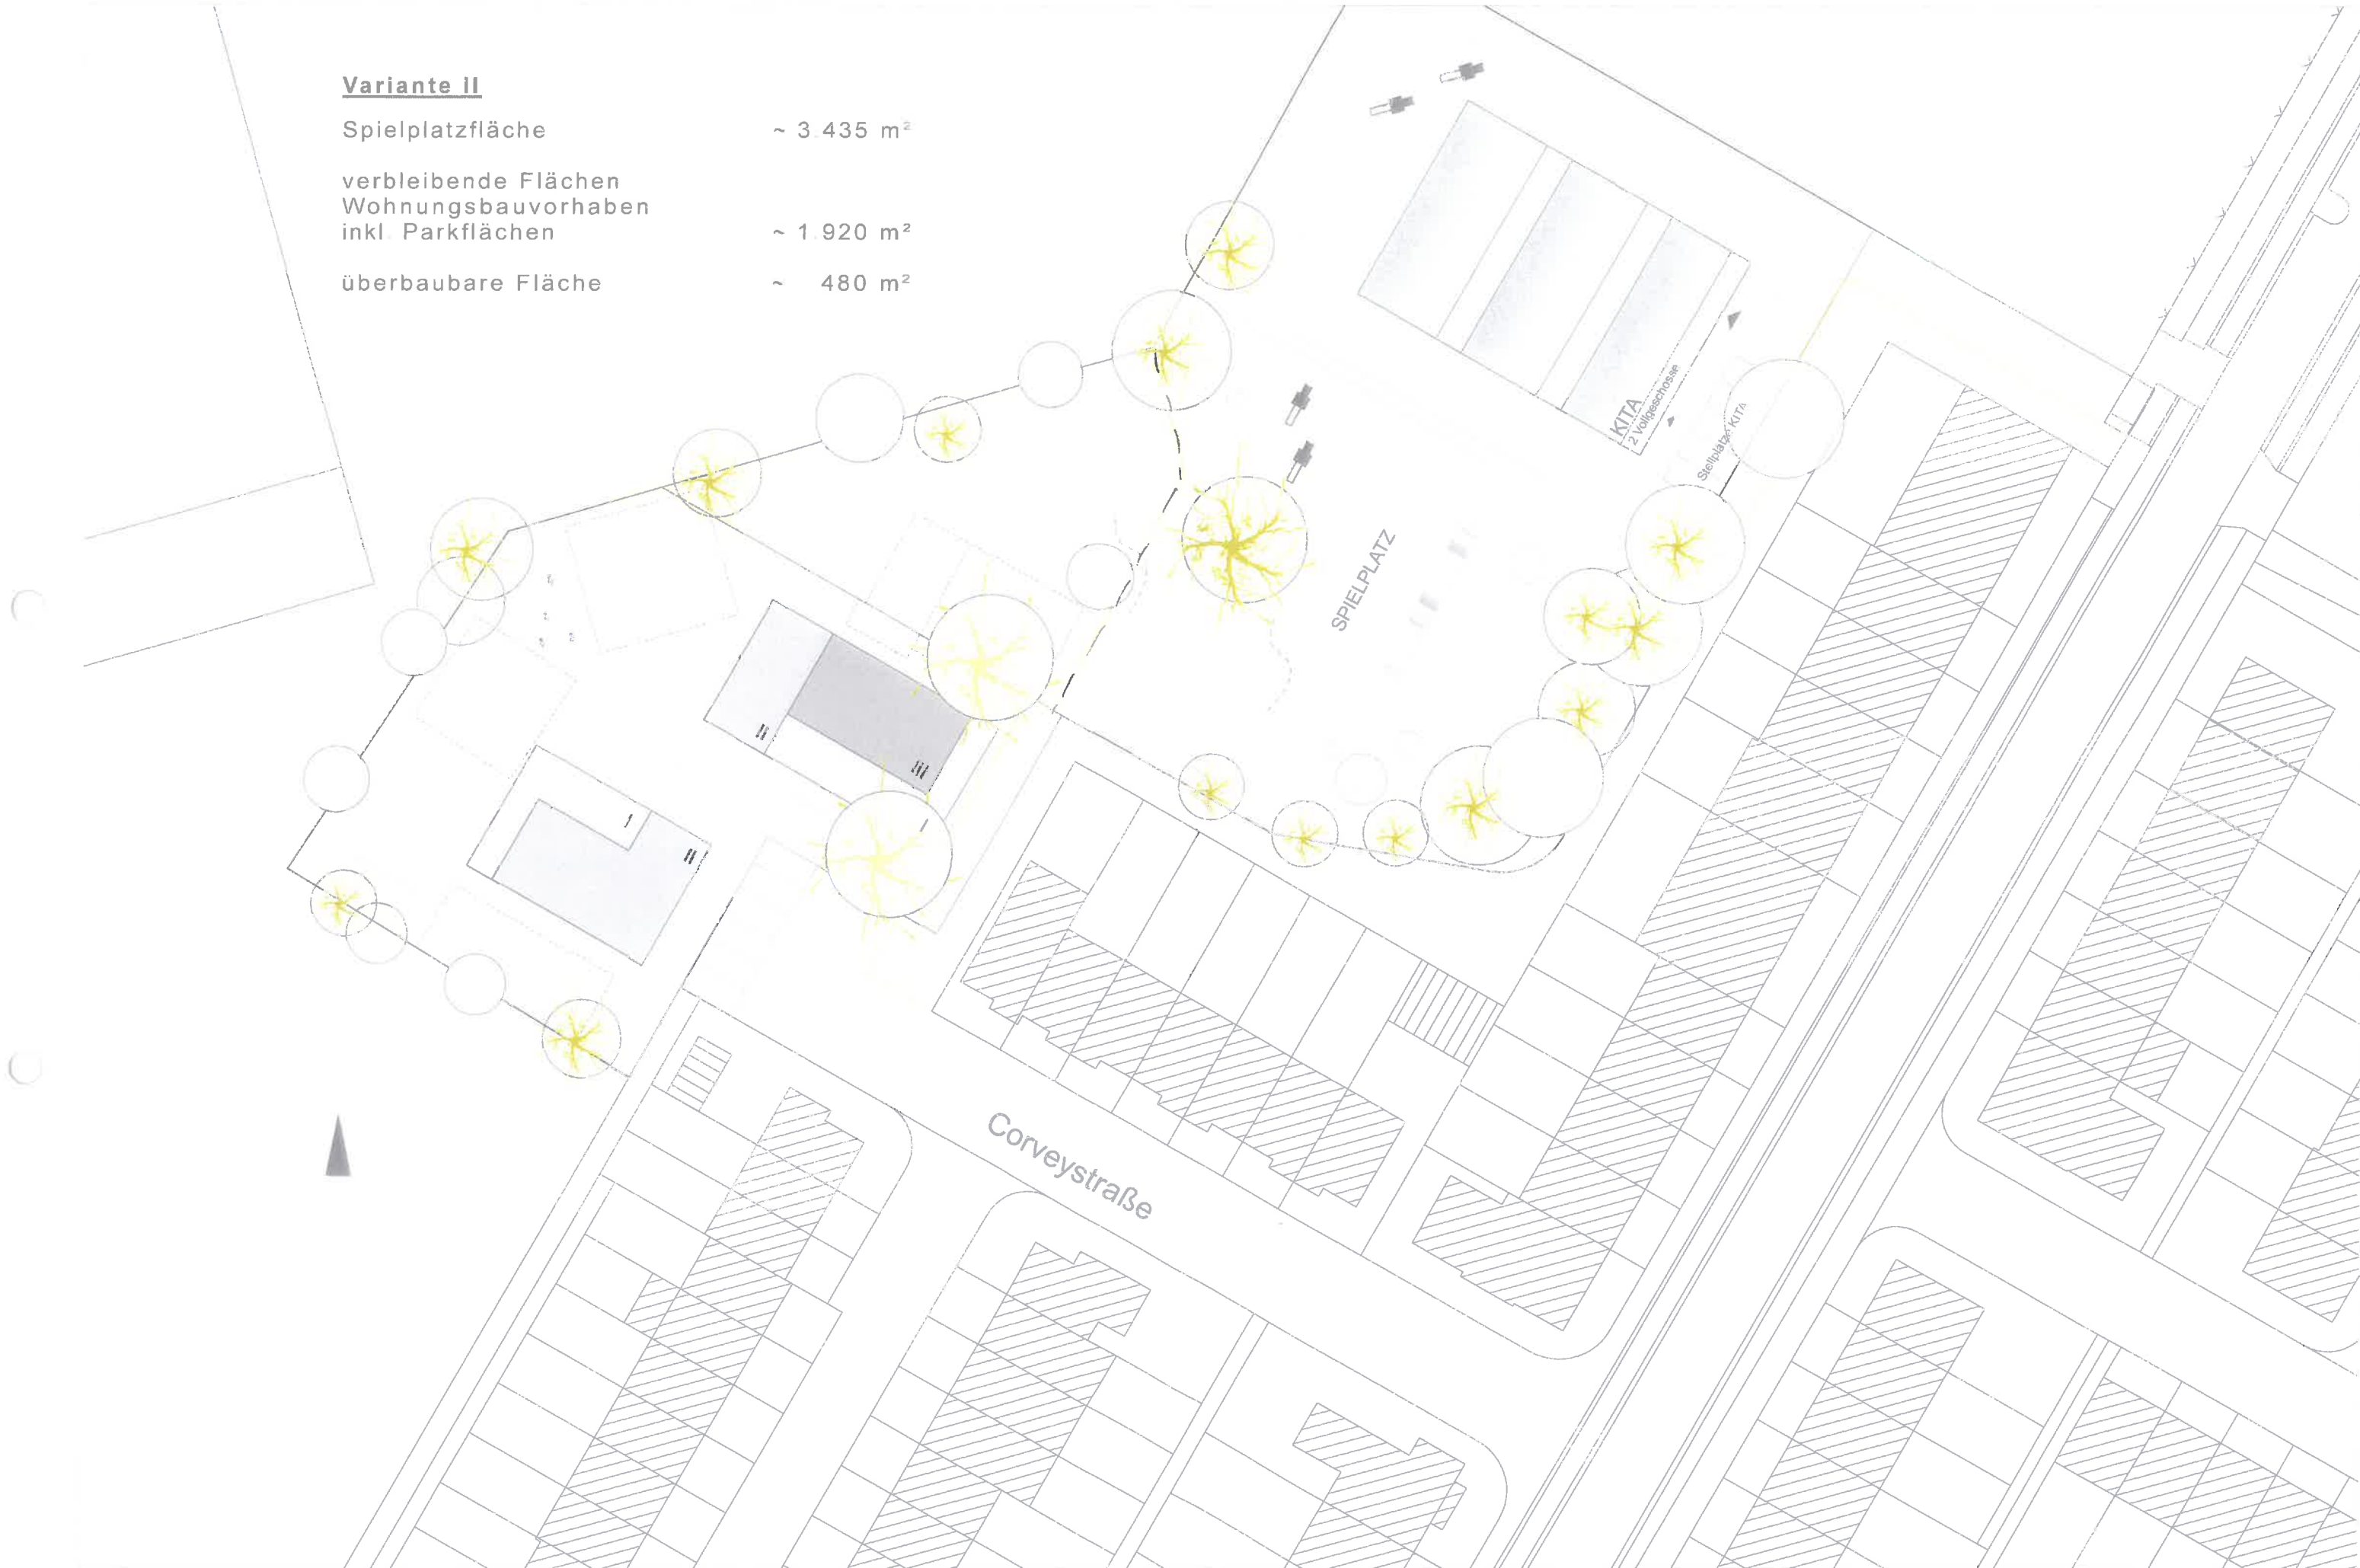 Variante II
Spielplatzfläche ~ 3.435 m²
verbleibende Flächen
Wohnungsbauvorhaben
inkl. Parkflächen ~ 1.920 m²
überbaubare Fläche ~ 480 m²
KITA
2 Vollgeschosse
Stellplatz KITA
SPIELPLATZ
Corveystraße